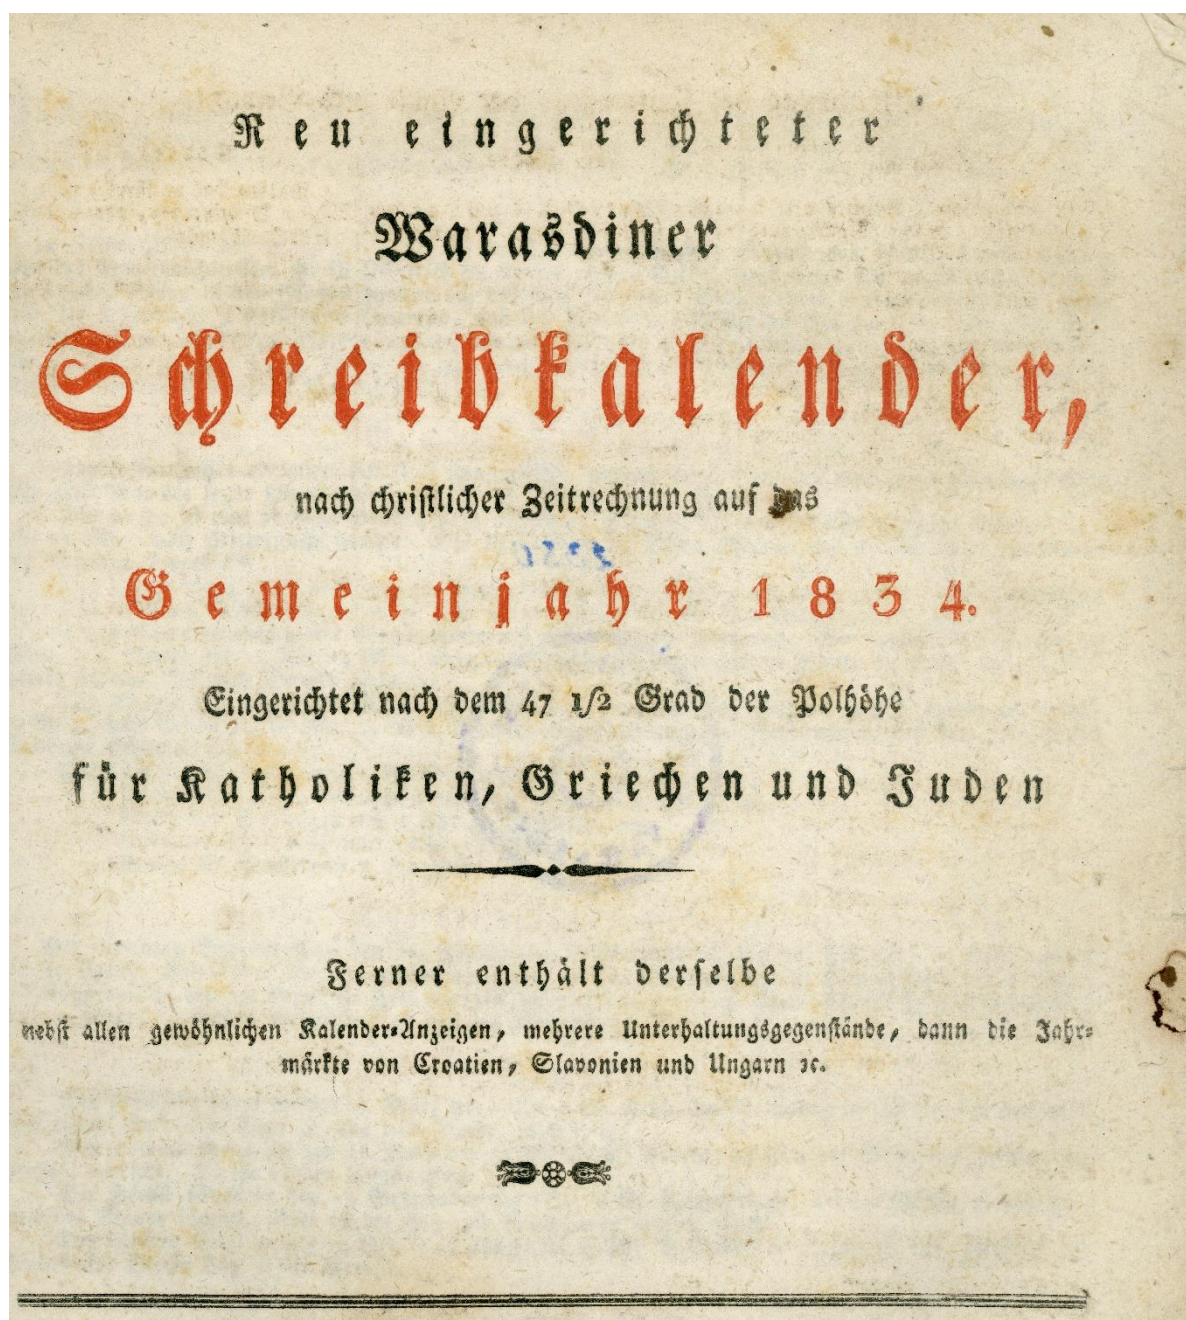 Neu eingerichteter
Warasdiner
Schreibkalender,
nach christlicher Zeitrechnung auf das
Gemeinjahr 1834.
Eingerichtet nach dem 47 1/2 Grad der Polhöhe
für Katholiken, Griechen und Juden
Ferner enthält derselbe
nebst allen gewöhnlichen Kalender-Anzeigen, mehrere Unterhaltungsgegenstände, dann die Jahr-
märkte von Croatien, Slavonien und Ungarn ꝛc.